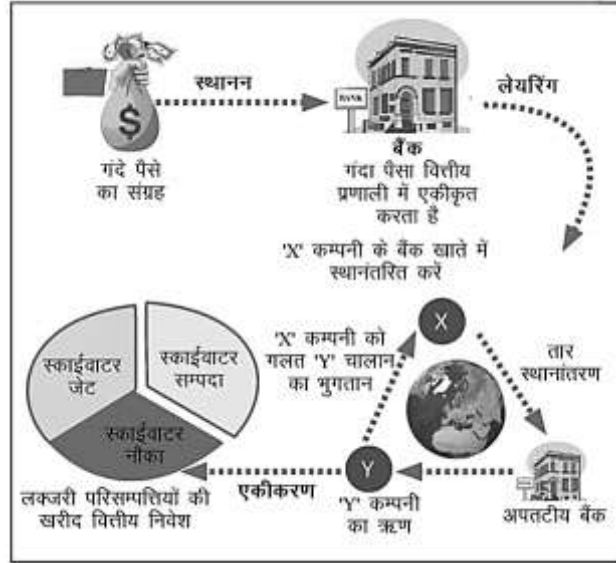 $
स्थानन
BANK
लेयरिंग
गंदे पैसे
का संग्रह
बैंक
गंदा पैसा वित्तीय
प्रणाली में एकीकृत
करता है
'X' कम्पनी के बैंक खाते में
स्थानंतरित करें
X
'X' कम्पनी को
गलत 'Y' चालान
का भुगतान
तार
स्थानांतरण
स्काईवाटर
जेट
स्काईवाटर
सम्पदा
स्काईवाटर
नौका
Y
एकीकरण
'Y' कम्पनी
का ऋण
अपतटीय बैंक
लक्जरी परिसम्पत्तियों की
खरीद वित्तीय निवेश